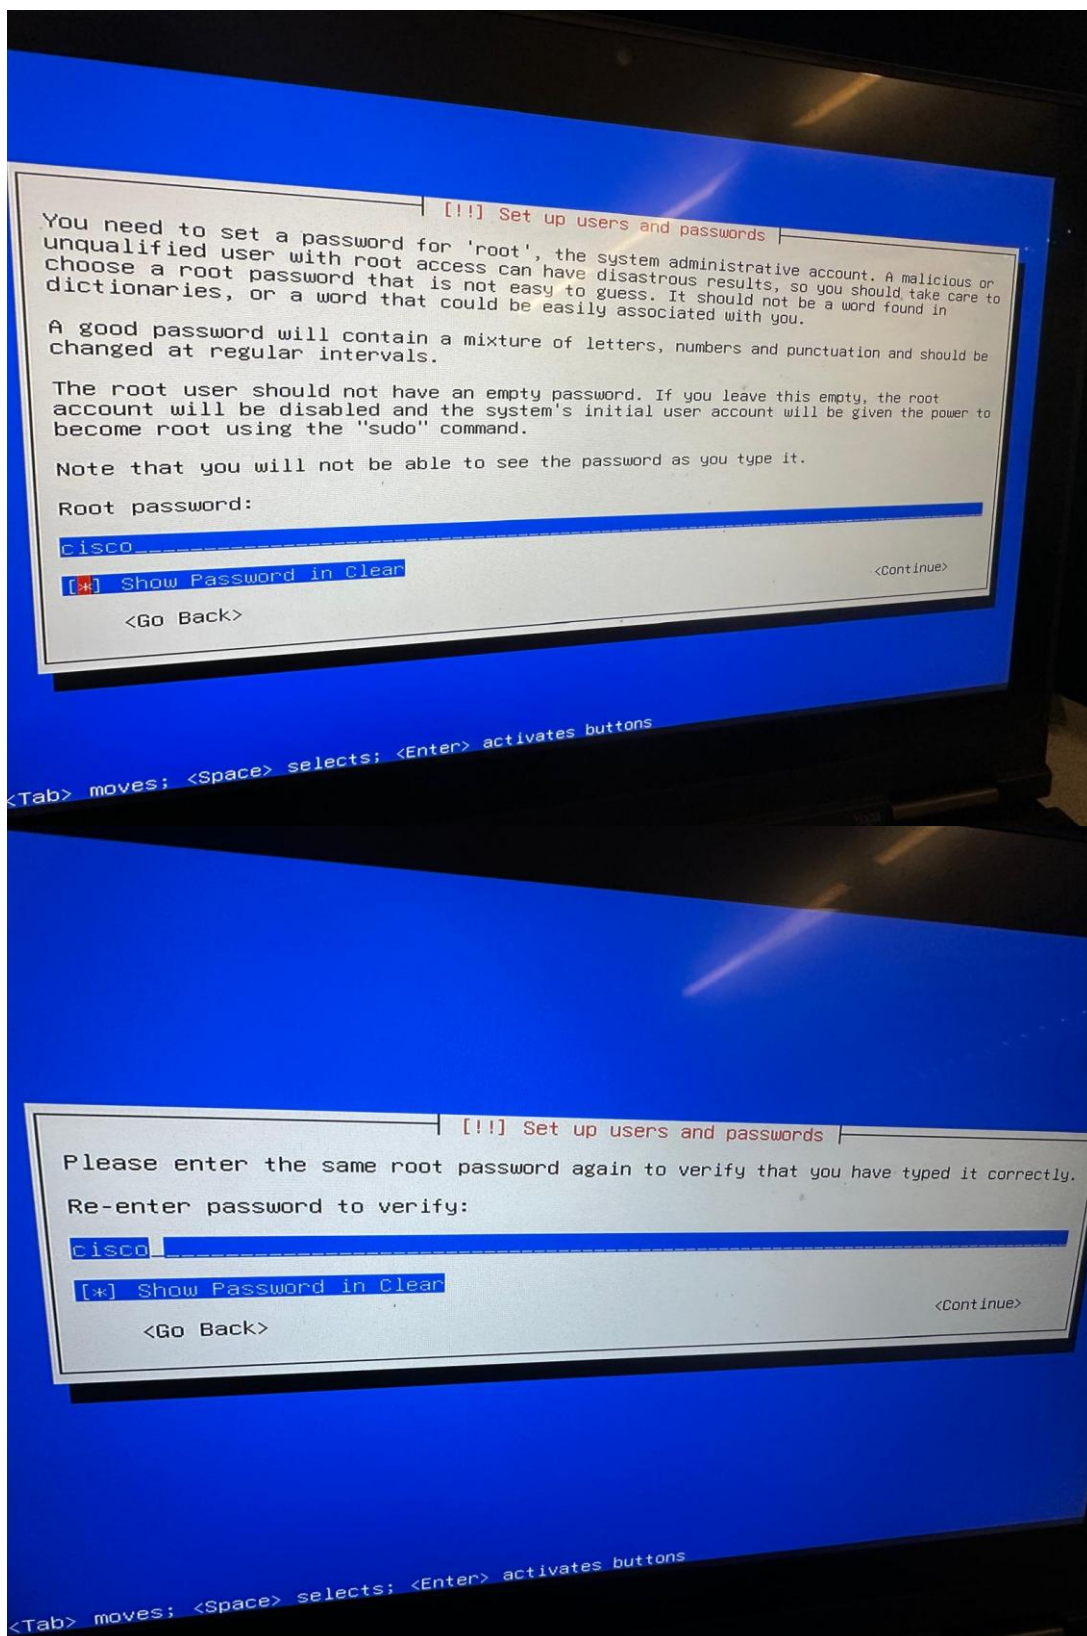 [!!] Set up users and passwords
You need to set a password for 'root', the system administrative account. A malicious or
unqualified user with root access can have disastrous results, so you should take care to
choose a root password that is not easy to guess. It should not be a word found in
dictionaries, or a word that could be easily associated with you.
A good password will contain a mixture of letters, numbers and punctuation and should be
changed at regular intervals.
The root user should not have an empty password. If you leave this empty, the root
account will be disabled and the system's initial user account will be given the power to
become root using the "sudo" command.
Note that you will not be able to see the password as you type it.
Root password:
cisco
[*] Show Password in Clear
<Go Back> <Continue>
<Tab> moves; <Space> selects; <Enter> activates buttons
[!!] Set up users and passwords
Please enter the same root password again to verify that you have typed it correctly.
Re-enter password to verify:
cisco
[*] Show Password in Clear
<Go Back> <Continue>
<Tab> moves; <Space> selects; <Enter> activates buttons